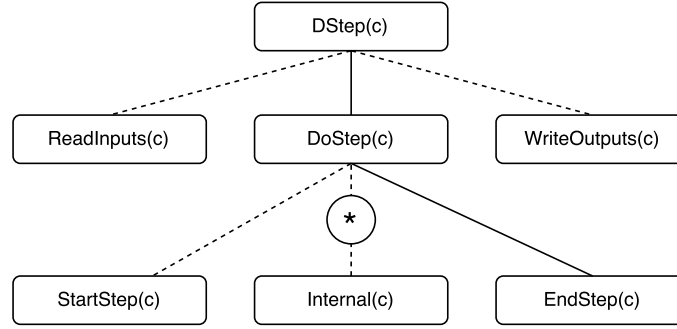 DStep(c)
ReadInputs(c) DoStep(c) WriteOutputs(c)
*
StartStep(c) Internal(c) EndStep(c)